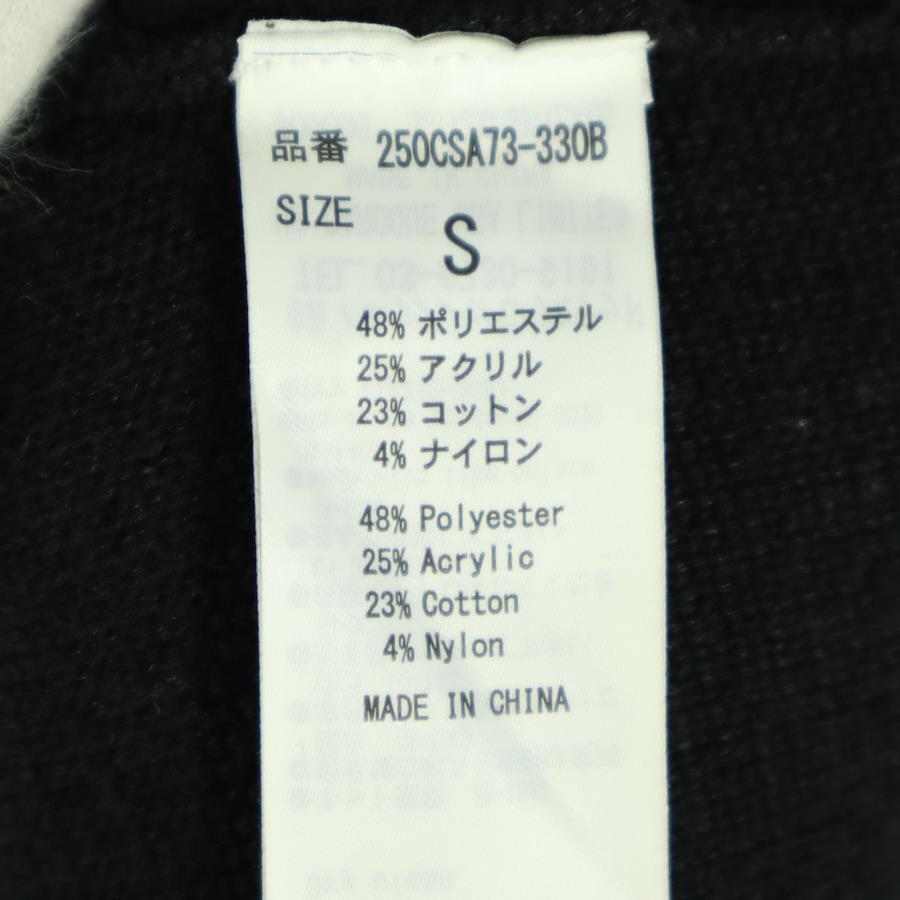 品番 250CSA73-330B
SIZE S
48% ポリエステル
25% アクリル
23% コットン
4% ナイロン
48% Polyester
25% Acrylic
23% Cotton
4% Nylon
MADE IN CHINA